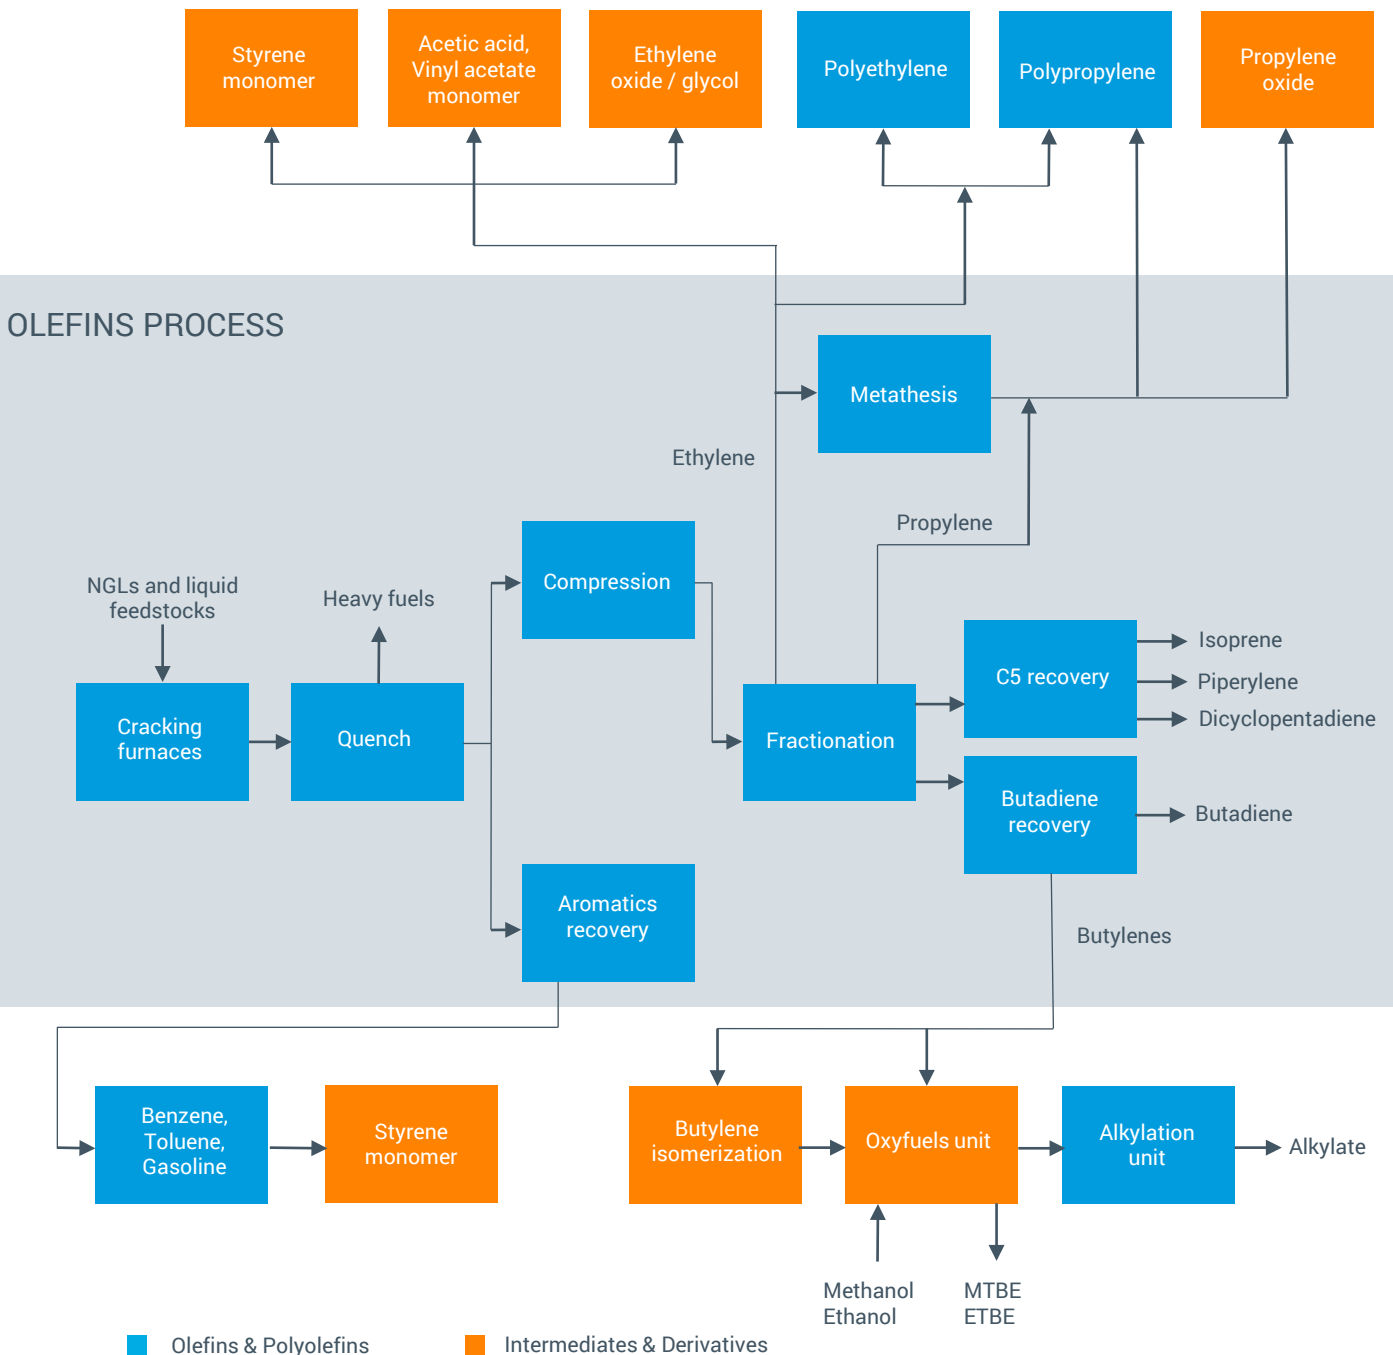 Styrene
monomer
Acetic acid,
Vinyl acetate
monomer
Ethylene
oxide / glycol
Polyethylene
Polypropylene
Propylene
oxide
OLEFINS PROCESS
Metathesis
Ethylene
Propylene
NGLs and liquid
feedstocks
Heavy fuels
Compression
Cracking
furnaces
Quench
Fractionation
C5 recovery
Isoprene
Piperylene
Dicyclopentadiene
Butadiene
recovery
Butadiene
Aromatics
recovery
Butylenes
Benzene,
Toluene,
Gasoline
Styrene
monomer
Butylene
isomerization
Oxyfuels unit
Alkylation
unit
Alkylate
Methanol
Ethanol
MTBE
ETBE
Olefins & Polyolefins
Intermediates & Derivatives